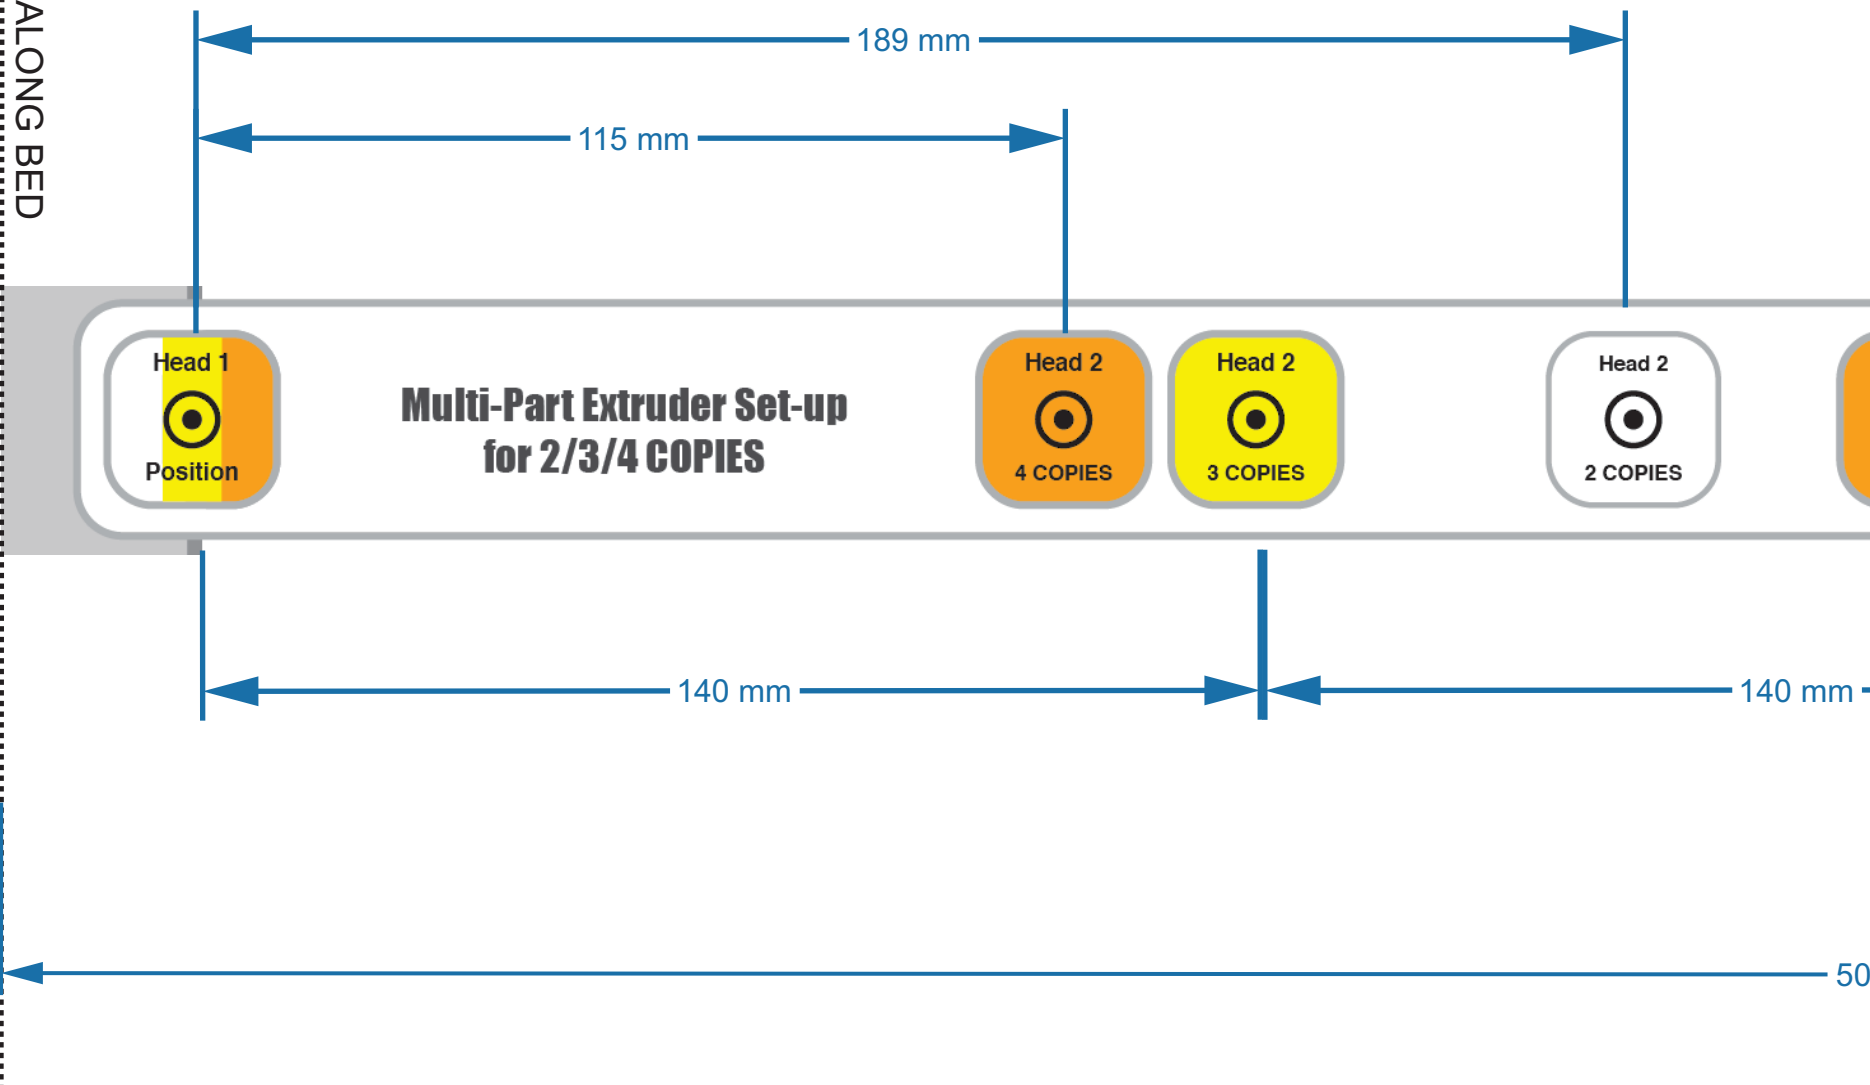 ALONG BED
189 mm
115 mm
Head 1
Position
Multi-Part Extruder Set-up
for 2/3/4 COPIES
Head 2
4 COPIES
Head 2
3 COPIES
Head 2
2 COPIES
140 mm
140 mm
50